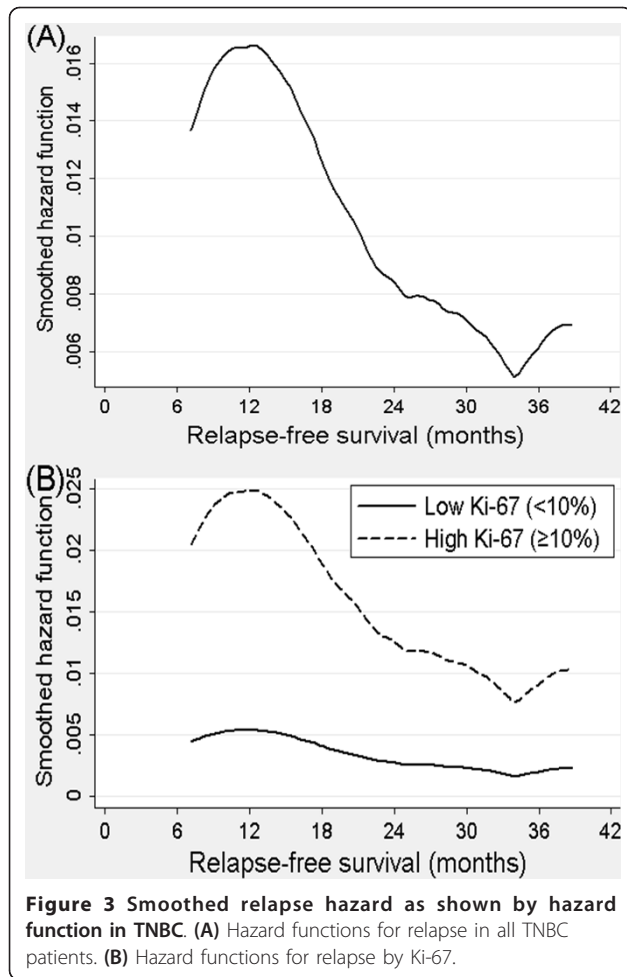 (A)
Smoothed hazard function
.016
.014
.012
.01
.008
.006
0 6 12 18 24 30 36 42
Relapse-free survival (months)
(B)
Smoothed hazard function
.025
.02
.015
.01
.005
0
Low Ki-67 (<10%)
High Ki-67 (≥10%)
0 6 12 18 24 30 36 42
Relapse-free survival (months)
Figure 3 Smoothed relapse hazard as shown by hazard
function in TNBC. (A) Hazard functions for relapse in all TNBC
patients. (B) Hazard functions for relapse by Ki-67.